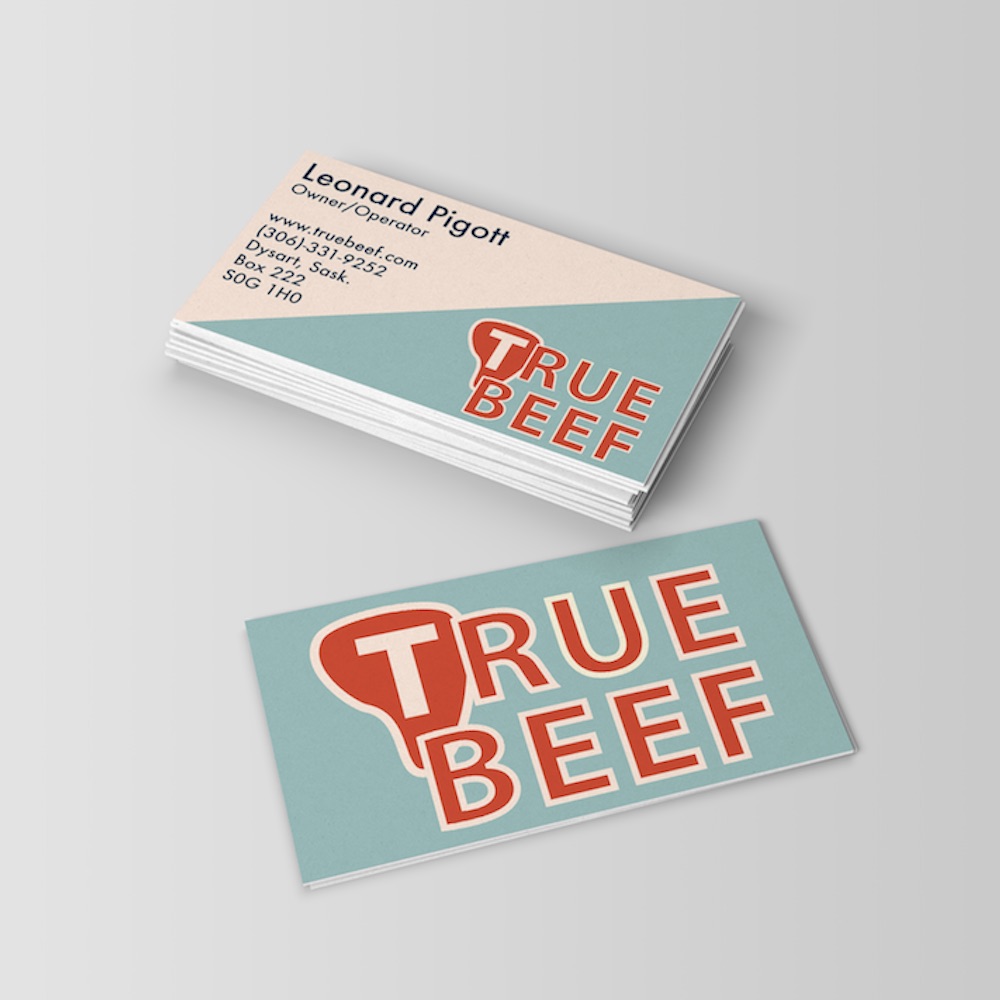 Leonard Pigott
Owner/Operator
www.truebeef.com
(306)-331-9252
Dysart, Sask.
Box 222
S0G 1H0
TRUE
BEEF
TRUE
BEEF